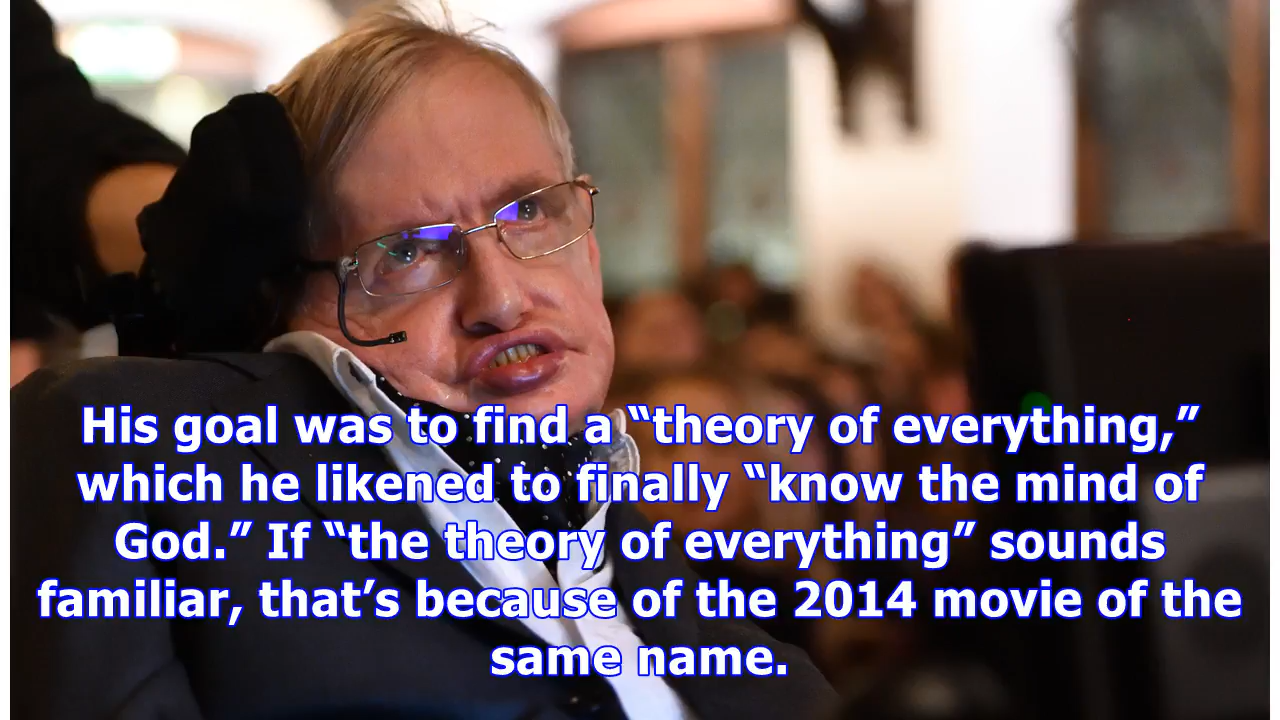 His goal was to find a “theory of everything,”
which he likened to finally “know the mind of
God.” If “the theory of everything” sounds
familiar, that’s because of the 2014 movie of the
same name.